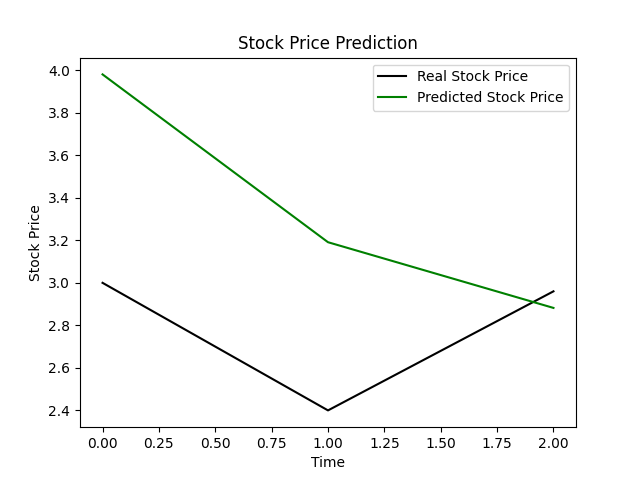 Stock Price Prediction
Real Stock Price
Predicted Stock Price
Stock Price
4.0
3.8
3.6
3.4
3.2
3.0
2.8
2.6
2.4
0.00 0.25 0.50 0.75 1.00 1.25 1.50 1.75 2.00
Time